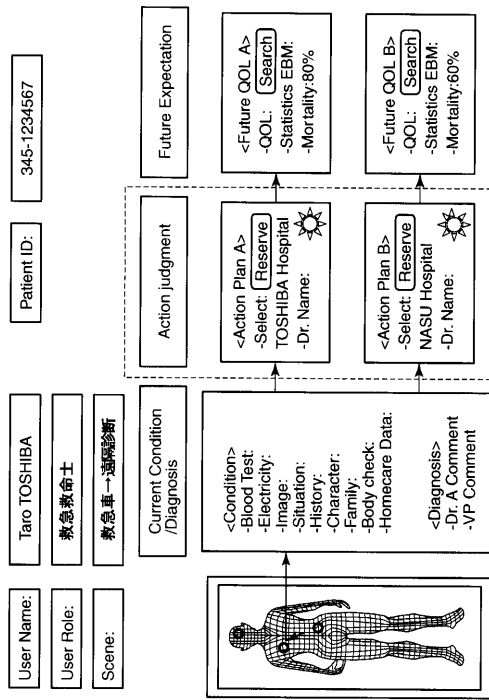 User Name:
Taro TOSHIBA
Patient ID:
345-1234567
User Role:
救急救命士
Scene:
救急車→遠隔診断
Current Condition
/Diagnosis
Action judgment
Future Expectation
<Condition>
-Blood Test:
-Electricity:
-Image:
-Situation:
-History:
-Character:
-Family:
-Body check:
-Homecare Data:
<Diagnosis>
-Dr. A Comment
-VP Comment
<Action Plan A>
-Select: Reserve
TOSHIBA Hospital
-Dr. Name:
<Future QOL A>
-QOL: Search
-Statistics EBM:
-Mortality:80%
<Action Plan B>
-Select: Reserve
NASU Hospital
-Dr. Name:
<Future QOL B>
-QOL: Search
-Statistics EBM:
-Mortality:60%